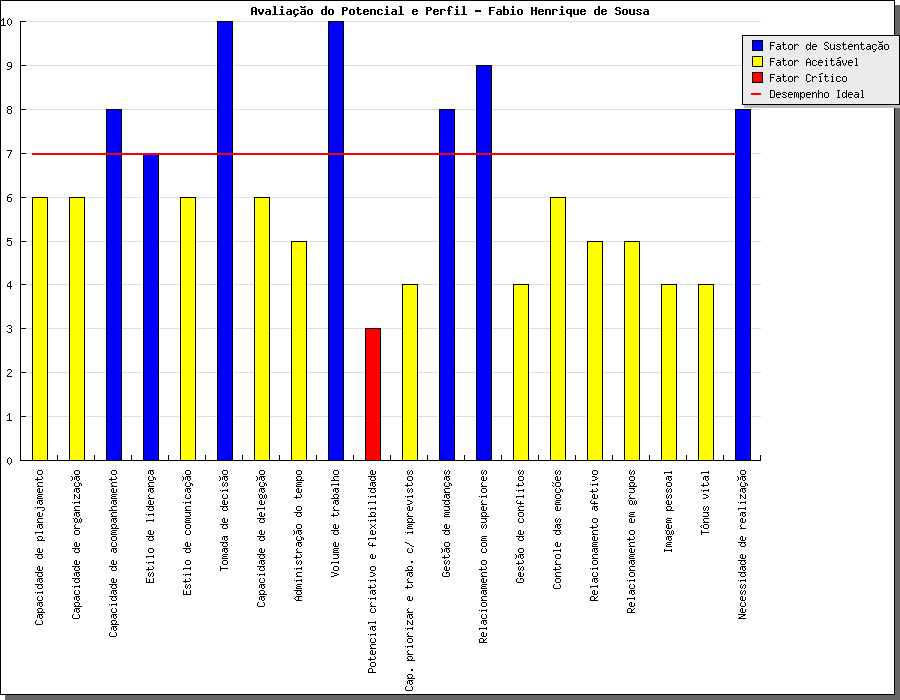 Avaliação do Potencial e Perfil - Fabio Henrique de Sousa
Fator de Sustentação
Fator Aceitável
Fator Crítico
Desempenho Ideal
10
9
8
7
6
5
4
3
2
1
0
Capacidade de planejamento
Capacidade de organização
Capacidade de acompanhamento
Estilo de liderança
Estilo de comunicação
Tomada de decisão
Capacidade de delegação
Administração do tempo
Volume de trabalho
Potencial criativo e flexibilidade
Cap. priorizar e trab. c/ imprevistos
Gestão de mudanças
Relacionamento com superiores
Gestão de conflitos
Controle das emoções
Relacionamento afetivo
Relacionamento em grupos
Imagem pessoal
Tônus vital
Necessidade de realização